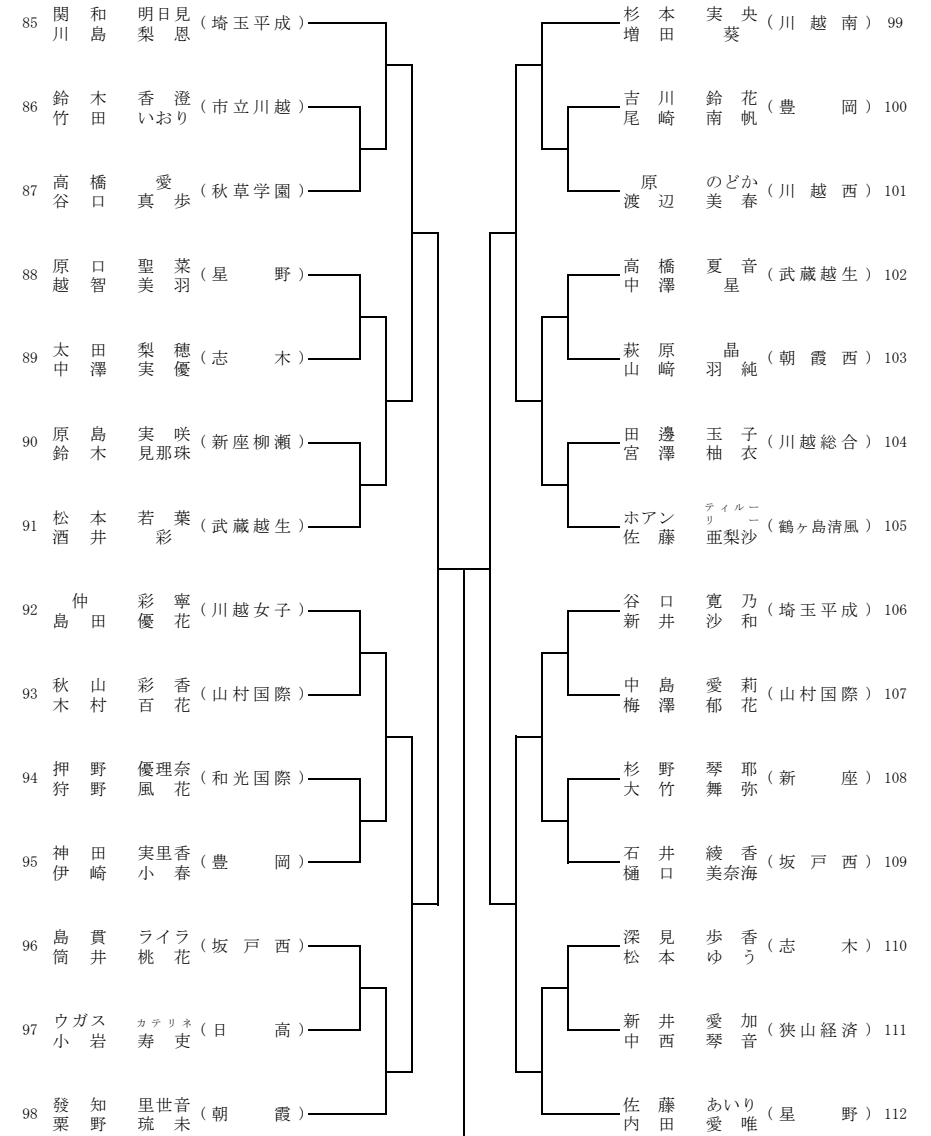 85 関和 明日見 (埼玉平成)
川島 梨恩
86 鈴木 香澄 (市立川越)
竹田 いおり
87 高橋 愛 (秋草学園)
谷口 真歩
88 原口 聖菜 (星野)
越智 美羽
89 太田 梨穂 (志木)
中澤 実優
90 原島 実咲 (新座柳瀬)
鈴木 見那珠
91 松本 若葉 (武蔵越生)
酒井 彩
92 仲 彩寧 (川越女子)
島田 優花
93 秋山 彩香 (山村国際)
木村 百花
94 押野 優理奈 (和光国際)
狩野 風花
95 神田 実里香 (豊岡)
伊崎 小春
96 島貫 ライラ (坂戸西)
筒井 桃花
97 ウガス カテリネ (日高)
小岩 寿吏
98 發知 里世音 (朝霞)
栗野 琉未
杉本 実央 (川越南) 99
増田 葵
吉川 鈴花 (豊岡) 100
尾崎 南帆
原 のどか (川越西) 101
渡辺 美春
高橋 夏音 (武蔵越生) 102
中澤 星
萩原 晶 (朝霞西) 103
山﨑 羽純
田邊 玉子 (川越総合) 104
宮澤 柚衣
ホアン ティルーリー (鶴ヶ島清風) 105
佐藤 亜梨沙
谷口 寛乃 (埼玉平成) 106
新井 沙和
中島 愛莉 (山村国際) 107
梅澤 郁花
杉野 琴耶 (新座) 108
大竹 舞弥
石井 綾香 (坂戸西) 109
樋口 美奈海
深見 歩香 (志木) 110
松本 ゆう
新井 愛加 (狭山経済) 111
中西 琴音
佐藤 あいり (星野) 112
内田 愛唯